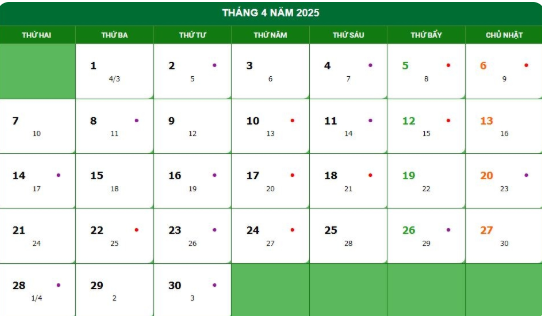 THÁNG 4 NĂM 2025
THỨ HAI THỨ BA THỨ TƯ THỨ NĂM THỨ SÁU THỨ BẨY CHỦ NHẬT
1 2 3 4 5 6
4/3 5 6 7 8 9
7 8 9 10 11 12 13
10 11 12 13 14 15 16
14 15 16 17 18 19 20
17 18 19 20 21 22 23
21 22 23 24 25 26 27
24 25 26 27 28 29 30
28 29 30
1/4 2 3